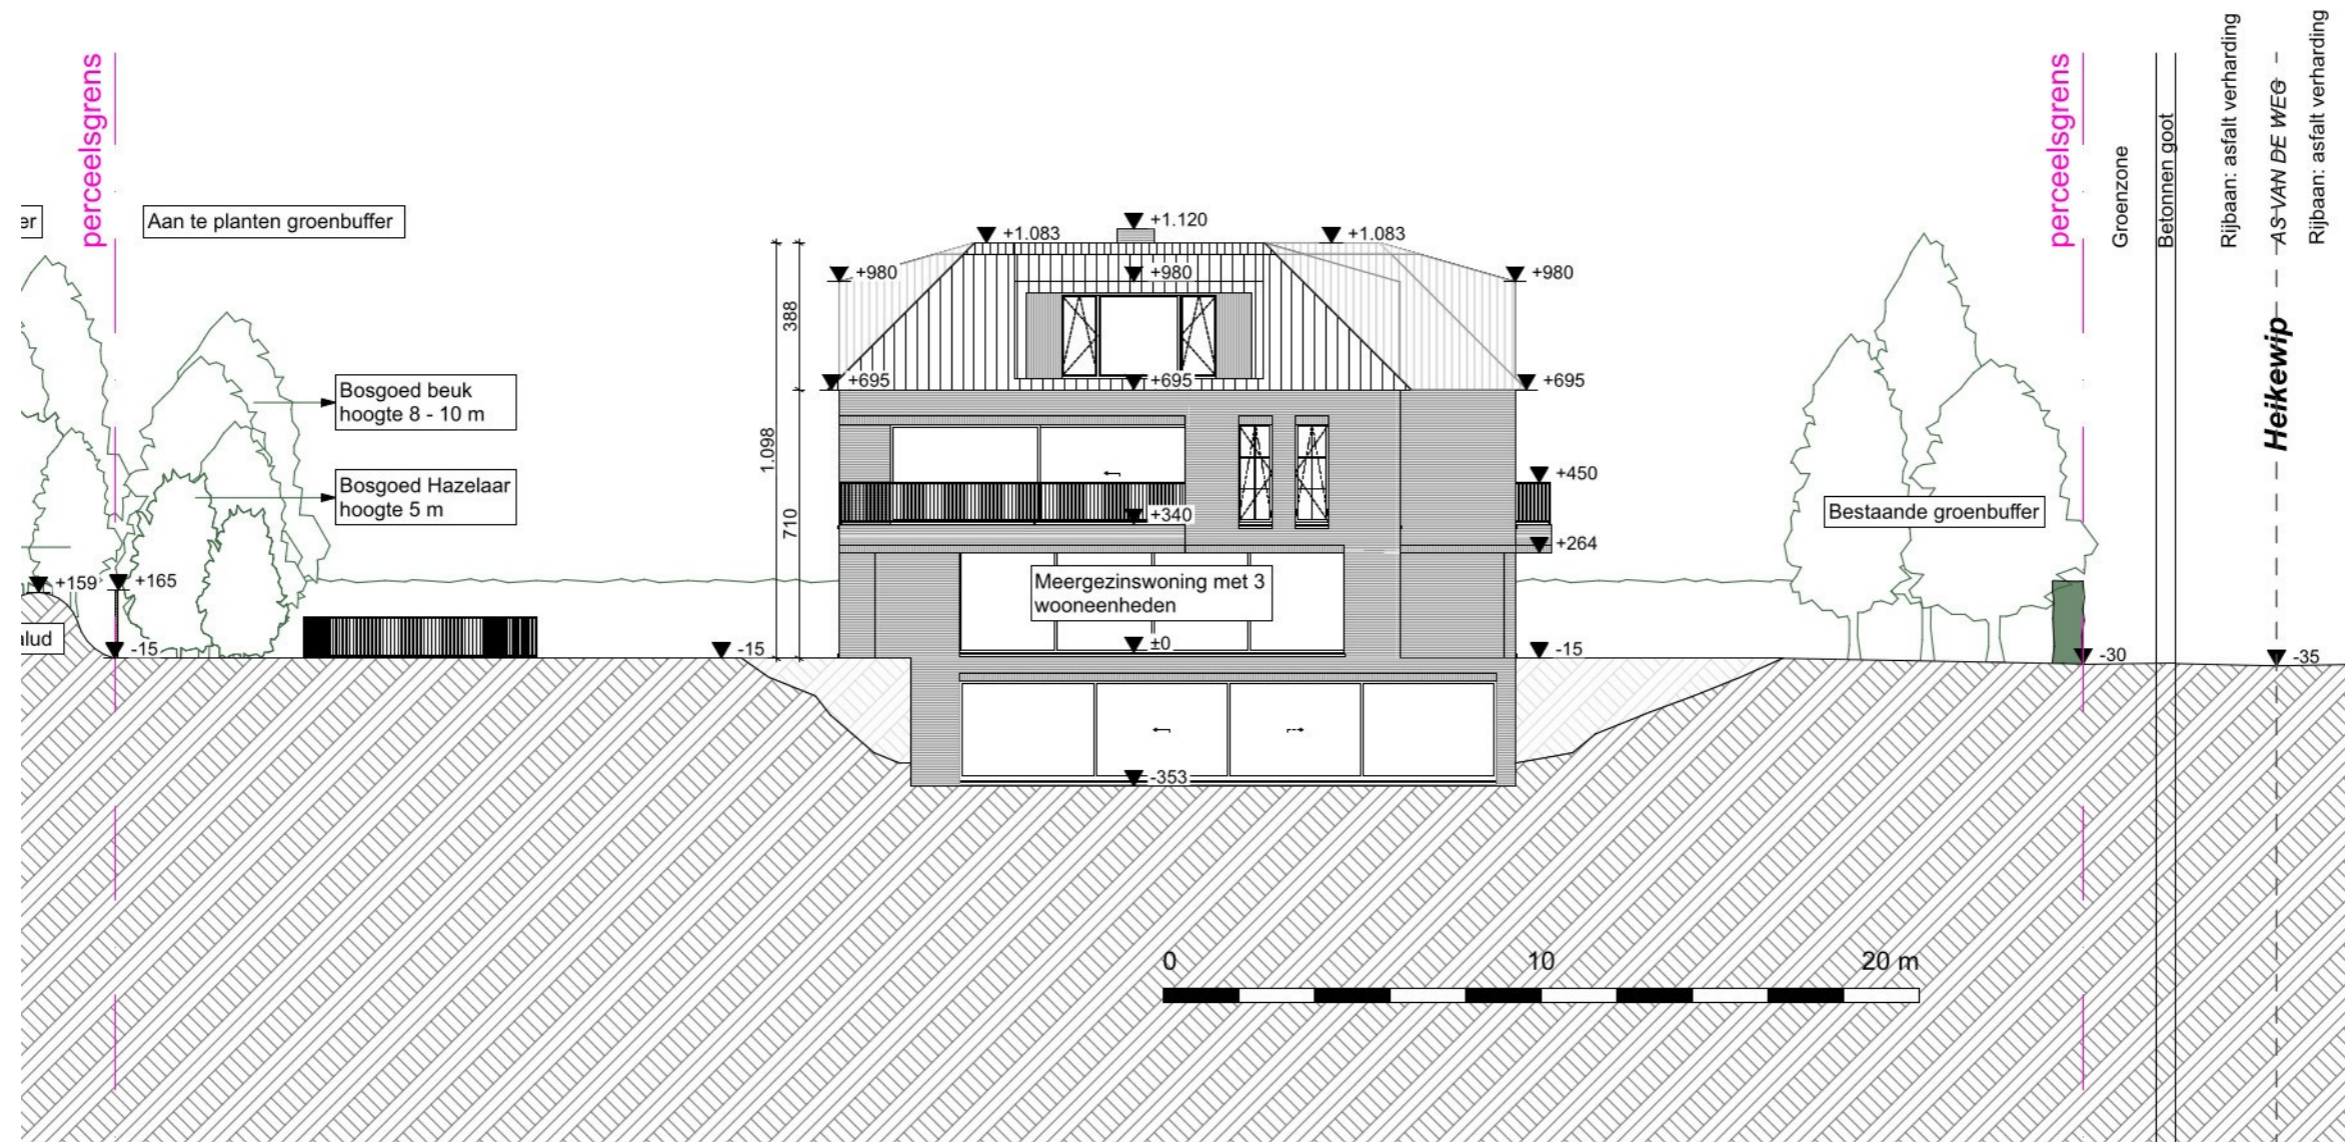 perceelsgrens
perceelsgrens
Groenzone
Betonnen goot
Rijbaan: asfalt verharding
AS VAN DE WEG
Rijbaan: asfalt verharding
Heikewip
er
Aan te planten groenbuffer
+1.120
+1.083
+1.083
+980
+980
+980
388
+695
+695
+695
Bosgoed beuk
hoogte 8 - 10 m
1.098
+450
Bosgoed Hazelaar
hoogte 5 m
710
+340
Bestaande groenbuffer
+264
+159
+165
Meergezinswoning met 3
wooneenheden
alud
-15
-15
±0
-15
-30
-35
-353
0
10
20 m